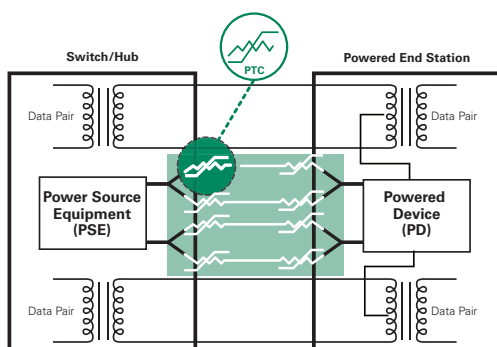 PTC
Switch/Hub
Powered End Station
Data Pair
Data Pair
Power Source
Equipment
(PSE)
Powered
Device
(PD)
Data Pair
Data Pair